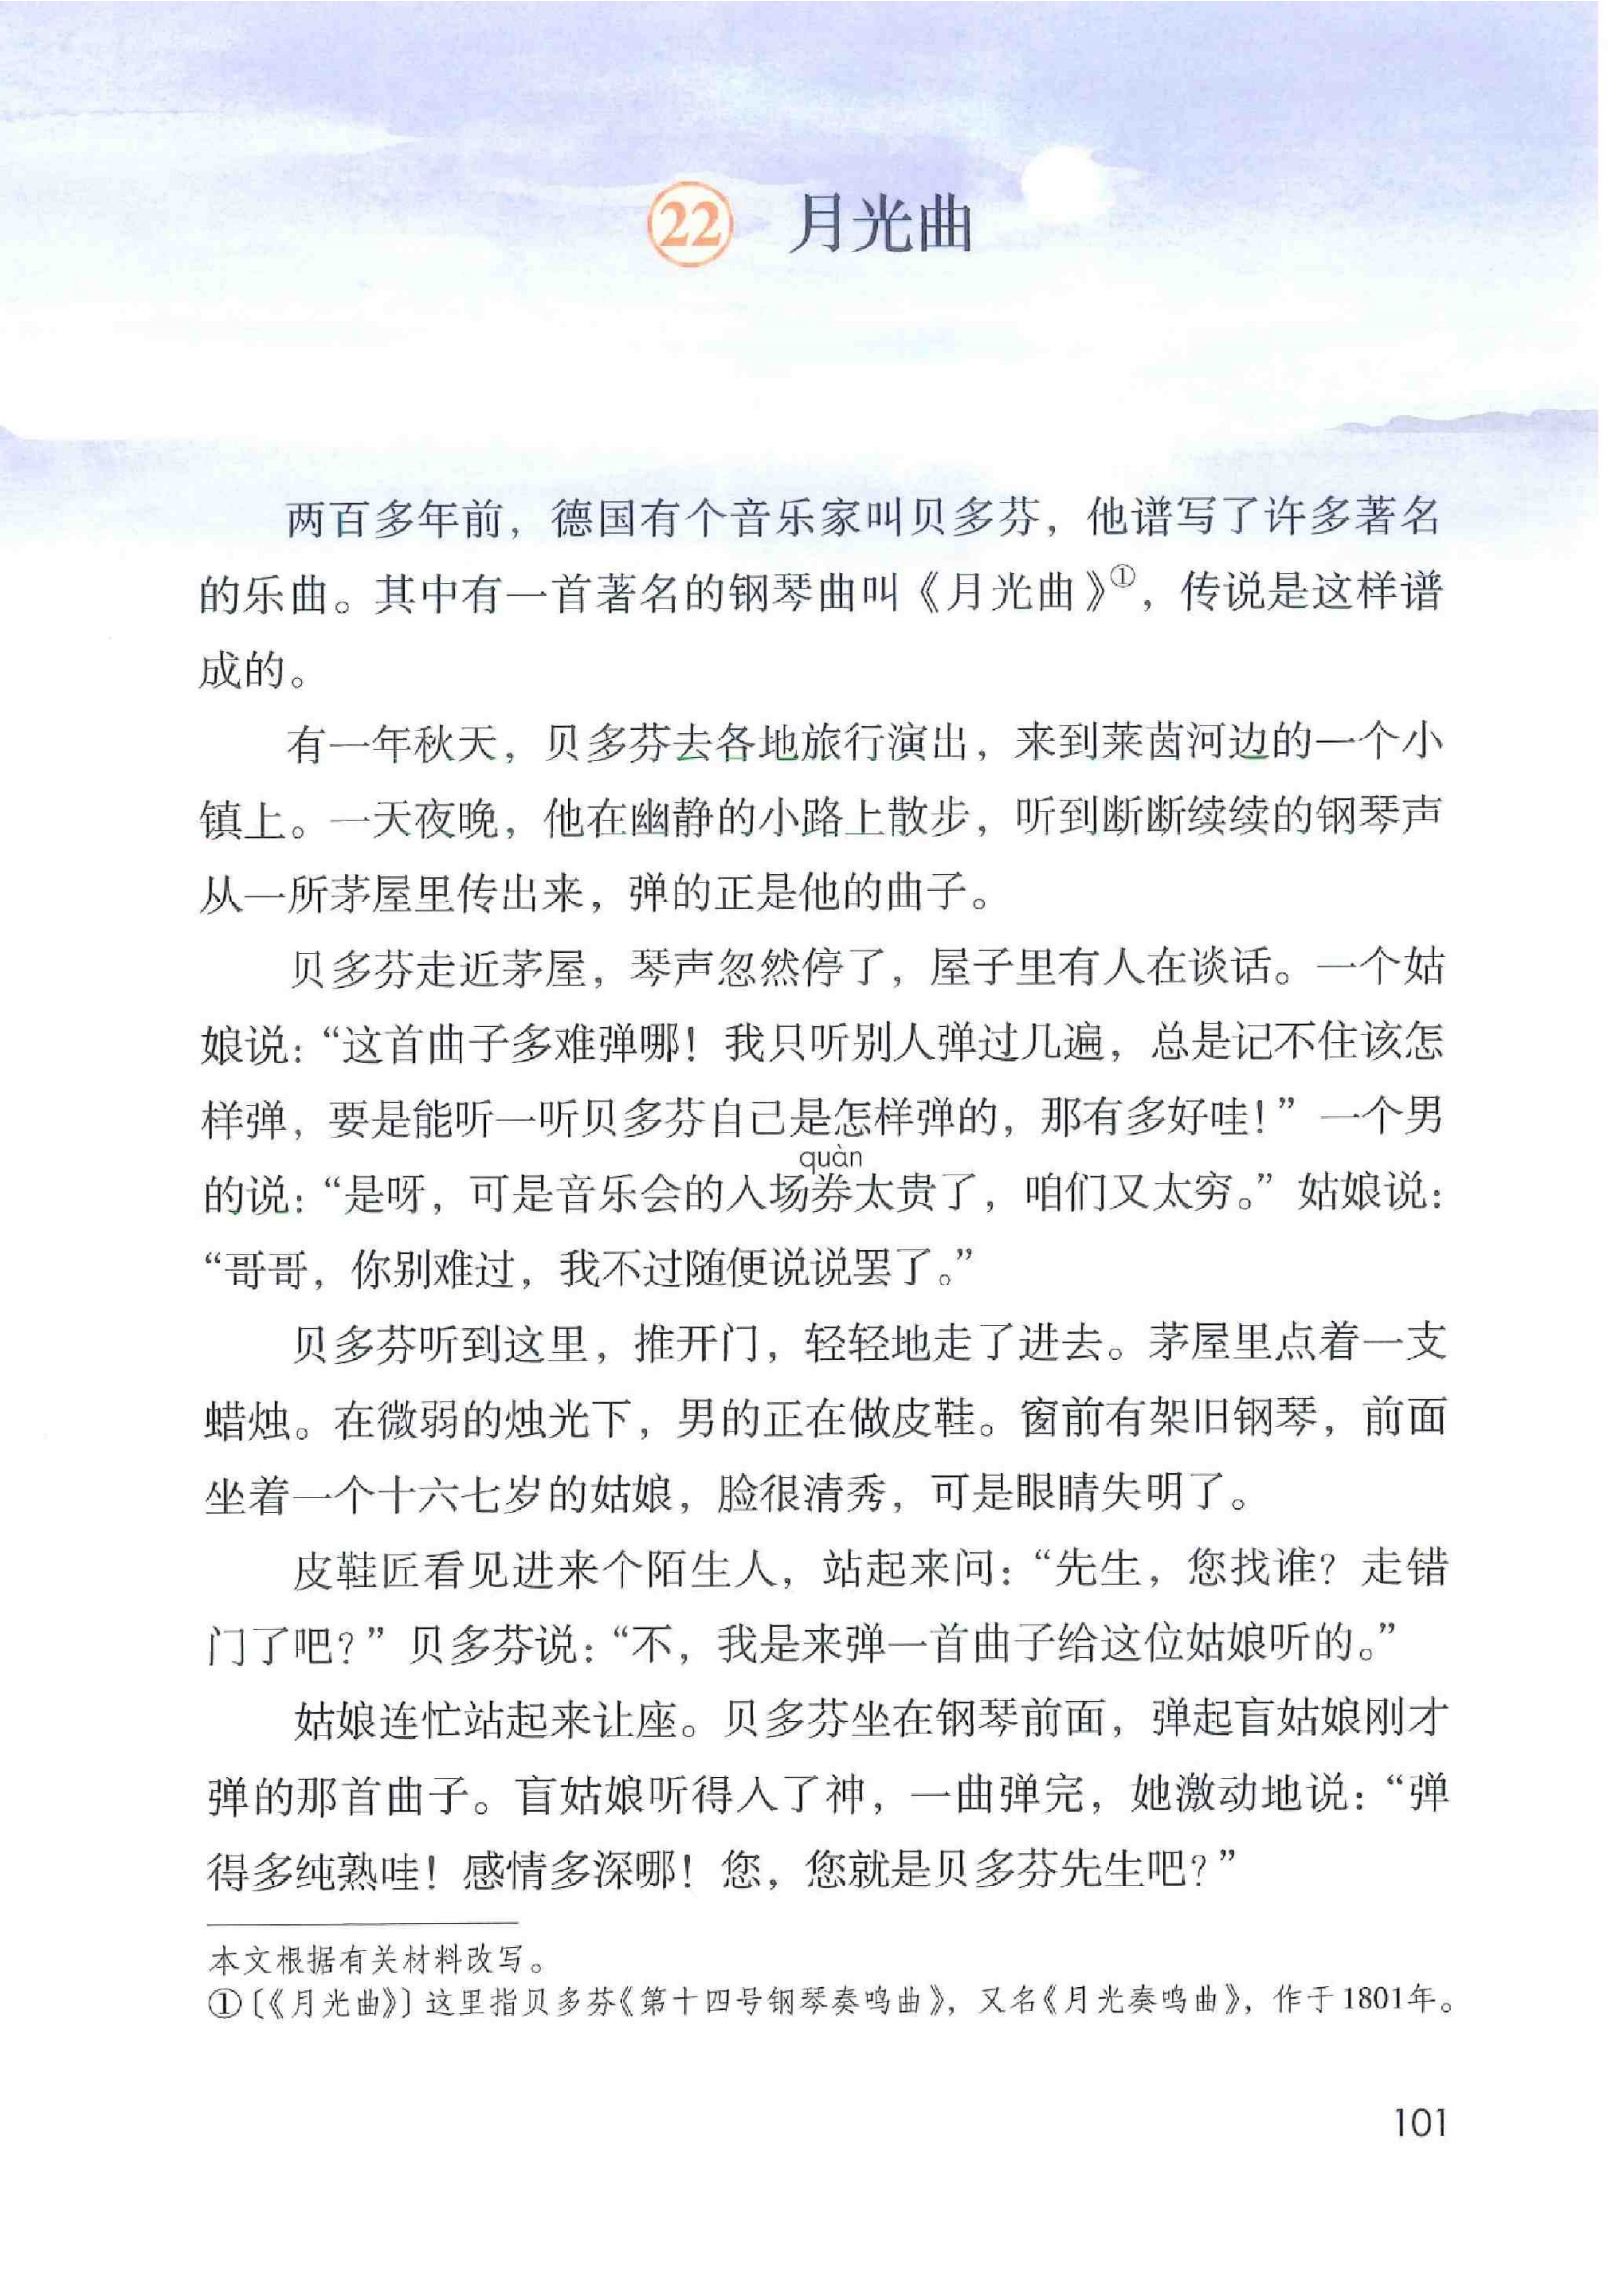 22 月光曲
两百多年前，德国有个音乐家叫贝多芬，他谱写了许多著名
的乐曲。其中有一首著名的钢琴曲叫《月光曲》①，传说是这样谱
成的。
有一年秋天，贝多芬去各地旅行演出，来到莱茵河边的一个小
镇上。一天夜晚，他在幽静的小路上散步，听到断断续续的钢琴声
从一所茅屋里传出来，弹的正是他的曲子。
贝多芬走近茅屋，琴声忽然停了，屋子里有人在谈话。一个姑
娘说：“这首曲子多难弹哪！我只听别人弹过几遍，总是记不住该怎
样弹，要是能听一听贝多芬自己是怎样弹的，那有多好哇！”一个男
quàn
的说：“是呀，可是音乐会的入场券太贵了，咱们又太穷。”姑娘说：
“哥哥，你别难过，我不过随便说说罢了。”
贝多芬听到这里，推开门，轻轻地走了进去。茅屋里点着一支
蜡烛。在微弱的烛光下，男的正在做皮鞋。窗前有架旧钢琴，前面
坐着一个十六七岁的姑娘，脸很清秀，可是眼睛失明了。
皮鞋匠看见进来个陌生人，站起来问：“先生，您找谁？走错
门了吧？”贝多芬说：“不，我是来弹一首曲子给这位姑娘听的。”
姑娘连忙站起来让座。贝多芬坐在钢琴前面，弹起盲姑娘刚才
弹的那首曲子。盲姑娘听得入了神，一曲弹完，她激动地说：“弹
得多纯熟哇！感情多深哪！您，您就是贝多芬先生吧？”
本文根据有关材料改写。
①〔《月光曲》〕这里指贝多芬《第十四号钢琴奏鸣曲》，又名《月光奏鸣曲》，作于1801年。
101